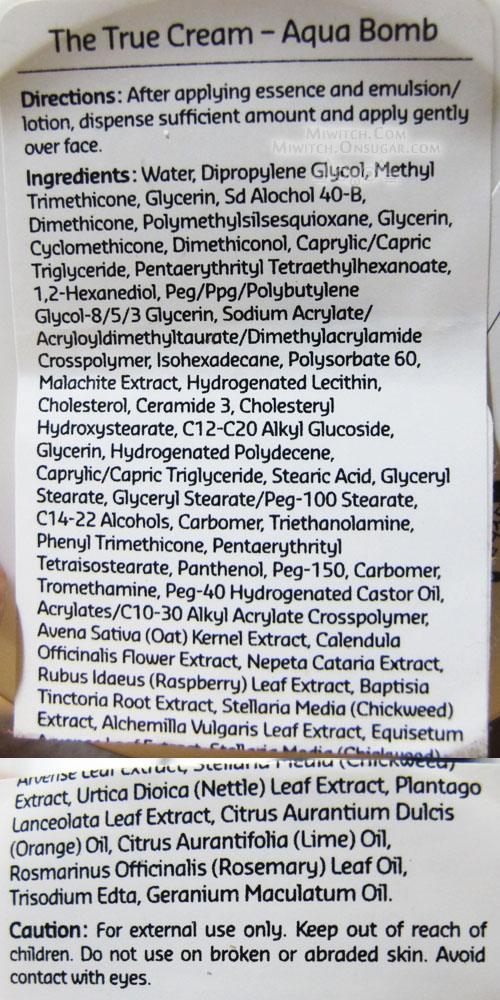 The True Cream – Aqua Bomb
Directions: After applying essence and emulsion/
lotion, dispense sufficient amount and apply gently
over face.
Miwitch.Com
Miwitch.Onsugar.com
Ingredients: Water, Dipropylene Glycol, Methyl
Trimethicone, Glycerin, Sd Alochol 40-B,
Dimethicone, Polymethylsilsesquioxane, Glycerin,
Cyclomethicone, Dimethiconol, Caprylic/Capric
Triglyceride, Pentaerythrityl Tetraethylhexanoate,
1,2-Hexanediol, Peg/Ppg/Polybutylene
Glycol-8/5/3 Glycerin, Sodium Acrylate/
Acryloyldimethyltaurate/Dimethylacrylamide
Crosspolymer, Isohexadecane, Polysorbate 60,
Malachite Extract, Hydrogenated Lecithin,
Cholesterol, Ceramide 3, Cholesteryl
Hydroxystearate, C12-C20 Alkyl Glucoside,
Glycerin, Hydrogenated Polydecene,
Caprylic/Capric Triglyceride, Stearic Acid, Glyceryl
Stearate, Glyceryl Stearate/Peg-100 Stearate,
C14-22 Alcohols, Carbomer, Triethanolamine,
Phenyl Trimethicone, Pentaerythrityl
Tetraisostearate, Panthenol, Peg-150, Carbomer,
Tromethamine, Peg-40 Hydrogenated Castor Oil,
Acrylates/C10-30 Alkyl Acrylate Crosspolymer,
Avena Sativa (Oat) Kernel Extract, Calendula
Officinalis Flower Extract, Nepeta Cataria Extract,
Rubus Idaeus (Raspberry) Leaf Extract, Baptisia
Tinctoria Root Extract, Stellaria Media (Chickweed)
Extract, Alchemilla Vulgaris Leaf Extract, Equisetum
Arvense Leaf Extract, Stellaria Media (Chickweed)
Extract, Urtica Dioica (Nettle) Leaf Extract, Plantago
Lanceolata Leaf Extract, Citrus Aurantium Dulcis
(Orange) Oil, Citrus Aurantifolia (Lime) Oil,
Rosmarinus Officinalis (Rosemary) Leaf Oil,
Trisodium Edta, Geranium Maculatum Oil.
Caution: For external use only. Keep out of reach of
children. Do not use on broken or abraded skin. Avoid
contact with eyes.